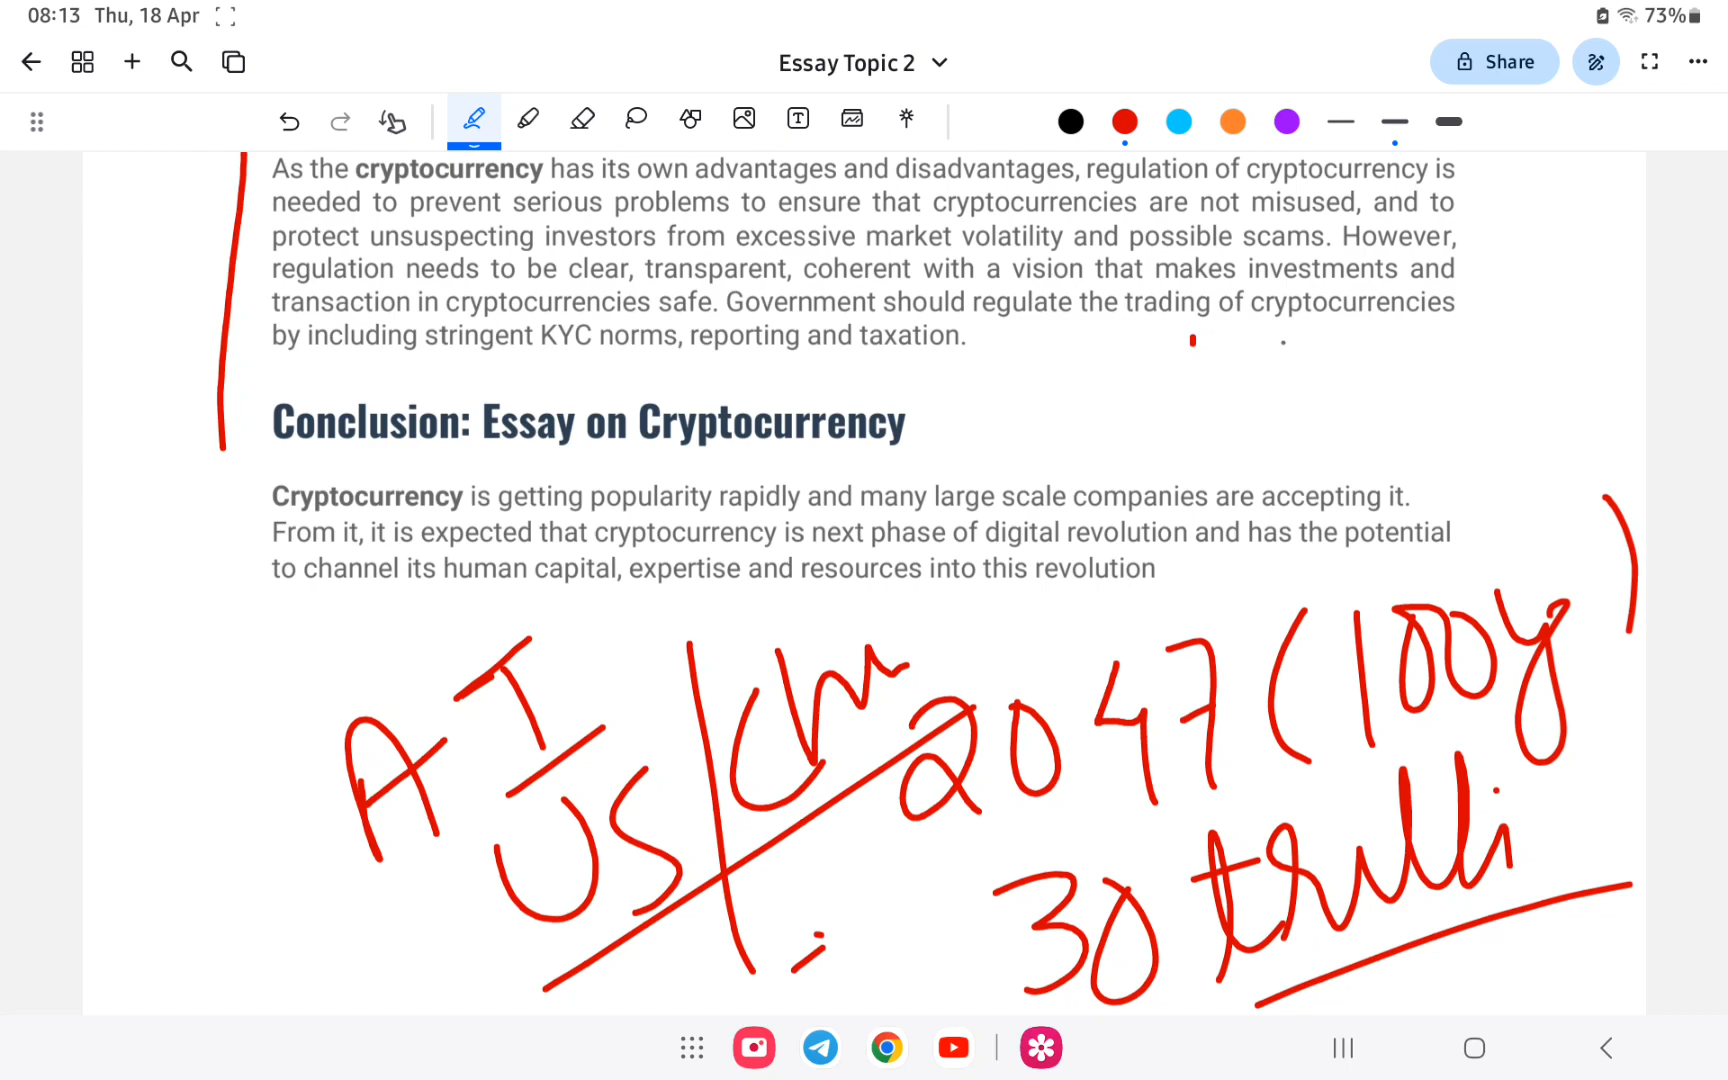 08:13 Thu, 18 Apr
73%
Essay Topic 2
Share
As the cryptocurrency has its own advantages and disadvantages, regulation of cryptocurrency is
needed to prevent serious problems to ensure that cryptocurrencies are not misused, and to
protect unsuspecting investors from excessive market volatility and possible scams. However,
regulation needs to be clear, transparent, coherent with a vision that makes investments and
transaction in cryptocurrencies safe. Government should regulate the trading of cryptocurrencies
by including stringent KYC norms, reporting and taxation.
Conclusion: Essay on Cryptocurrency
Cryptocurrency is getting popularity rapidly and many large scale companies are accepting it.
From it, it is expected that cryptocurrency is next phase of digital revolution and has the potential
to channel its human capital, expertise and resources into this revolution
AI
2047 (100y)
US
30 trilli